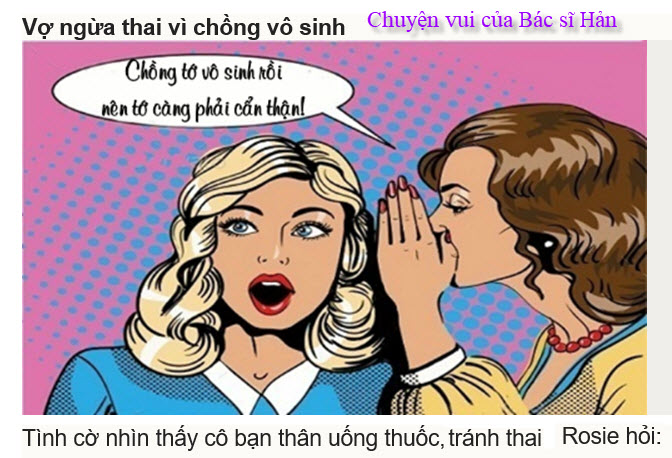 Vợ ngừa thai vì chồng vô sinh Chuyện vui của Bác sĩ Hản
Chồng tớ vô sinh rồi
nên tớ càng phải cẩn thận!
Tình cờ nhìn thấy cô bạn thân uống thuốc, tránh thai Rosie hỏi: